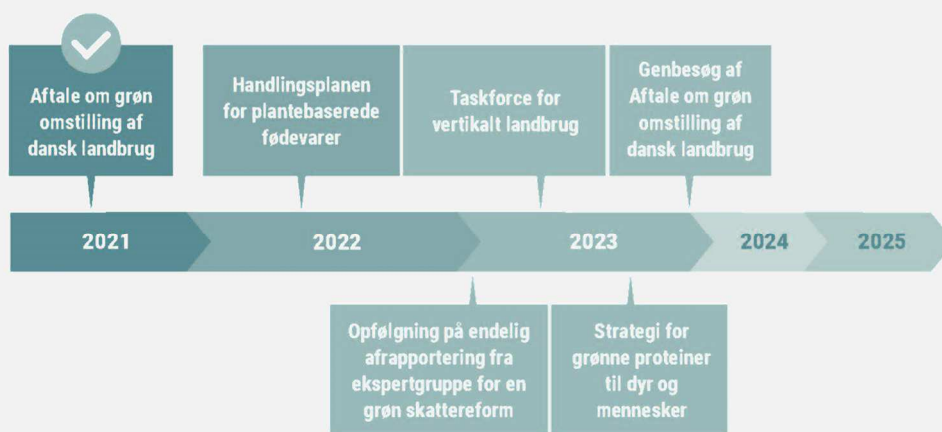 Aftale om grøn
omstilling af
dansk landbrug
Handlingsplanen
for plantebaserede
fødevarer
Taskforce for
vertikalt landbrug
Genbesøg af
Aftale om grøn
omstilling af
dansk landbrug
2021
2022
2023
2024
2025
Opfølgning på endelig
afrapportering fra
ekspertgruppe for en
grøn skattereform
Strategi for
grønne proteiner
til dyr og
mennesker